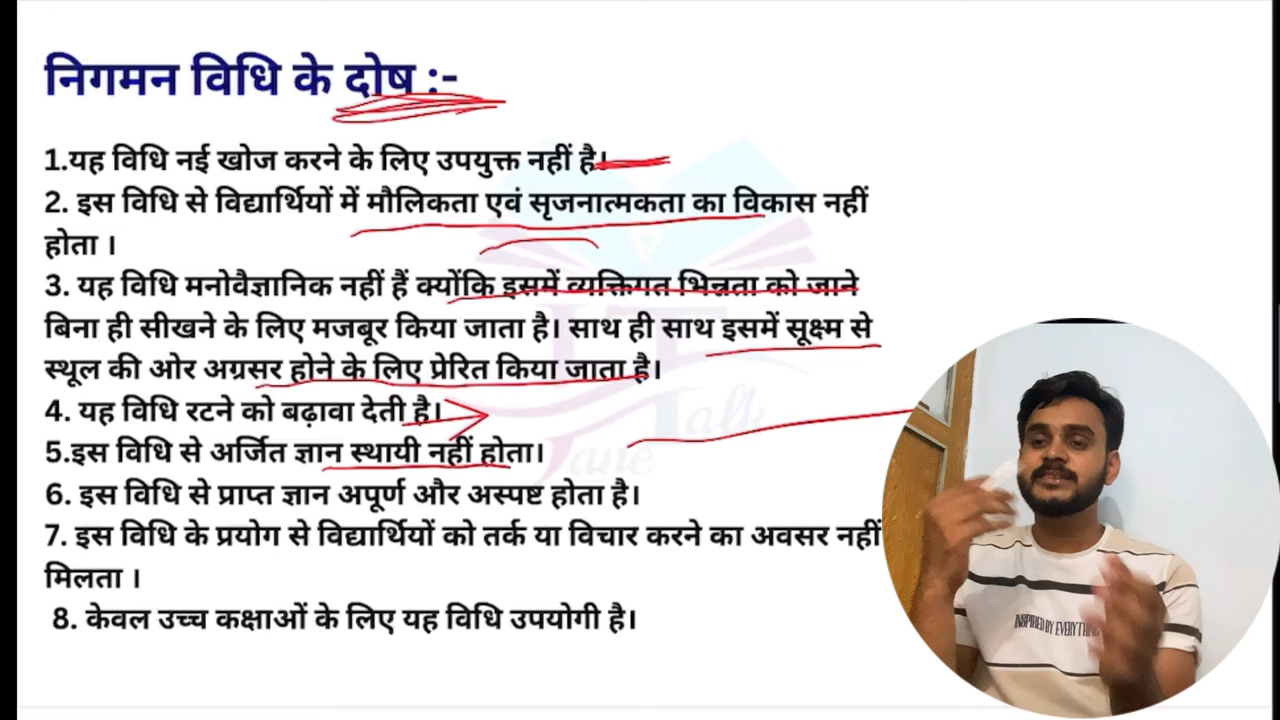 निगमन विधि के दोष :-
1.यह विधि नई खोज करने के लिए उपयुक्त नहीं है।
2. इस विधि से विद्यार्थियों में मौलिकता एवं सृजनात्मकता का विकास नहीं
होता ।
3. यह विधि मनोवैज्ञानिक नहीं हैं क्योंकि इसमें व्यक्तिगत भिन्नता को जाने
बिना ही सीखने के लिए मजबूर किया जाता है। साथ ही साथ इसमें सूक्ष्म से
स्थूल की ओर अग्रसर होने के लिए प्रेरित किया जाता है।
4. यह विधि रटने को बढ़ावा देती है।
5.इस विधि से अर्जित ज्ञान स्थायी नहीं होता।
6. इस विधि से प्राप्त ज्ञान अपूर्ण और अस्पष्ट होता है।
7. इस विधि के प्रयोग से विद्यार्थियों को तर्क या विचार करने का अवसर नहीं
मिलता ।
8. केवल उच्च कक्षाओं के लिए यह विधि उपयोगी है।
Talk
INSPIRED BY EVERYTHING